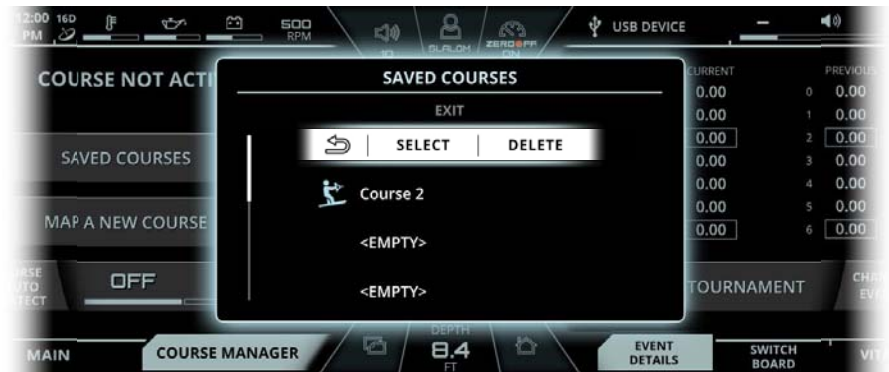 12:00 PM
16D
500 RPM
10
SLALOM
ZEROOFF ON
USB DEVICE
–
COURSE NOT ACTI
SAVED COURSES
EXIT
SELECT | DELETE
Course 2
<EMPTY>
<EMPTY>
CURRENT PREVIOUS
0.00 0 0.00
0.00 1 0.00
0.00 2 0.00
0.00 3 0.00
0.00 4 0.00
0.00 5 0.00
0.00 6 0.00
SAVED COURSES
MAP A NEW COURSE
OFF
TOURNAMENT
MAIN
COURSE MANAGER
DEPTH
8.4
FT
EVENT DETAILS
SWITCH BOARD